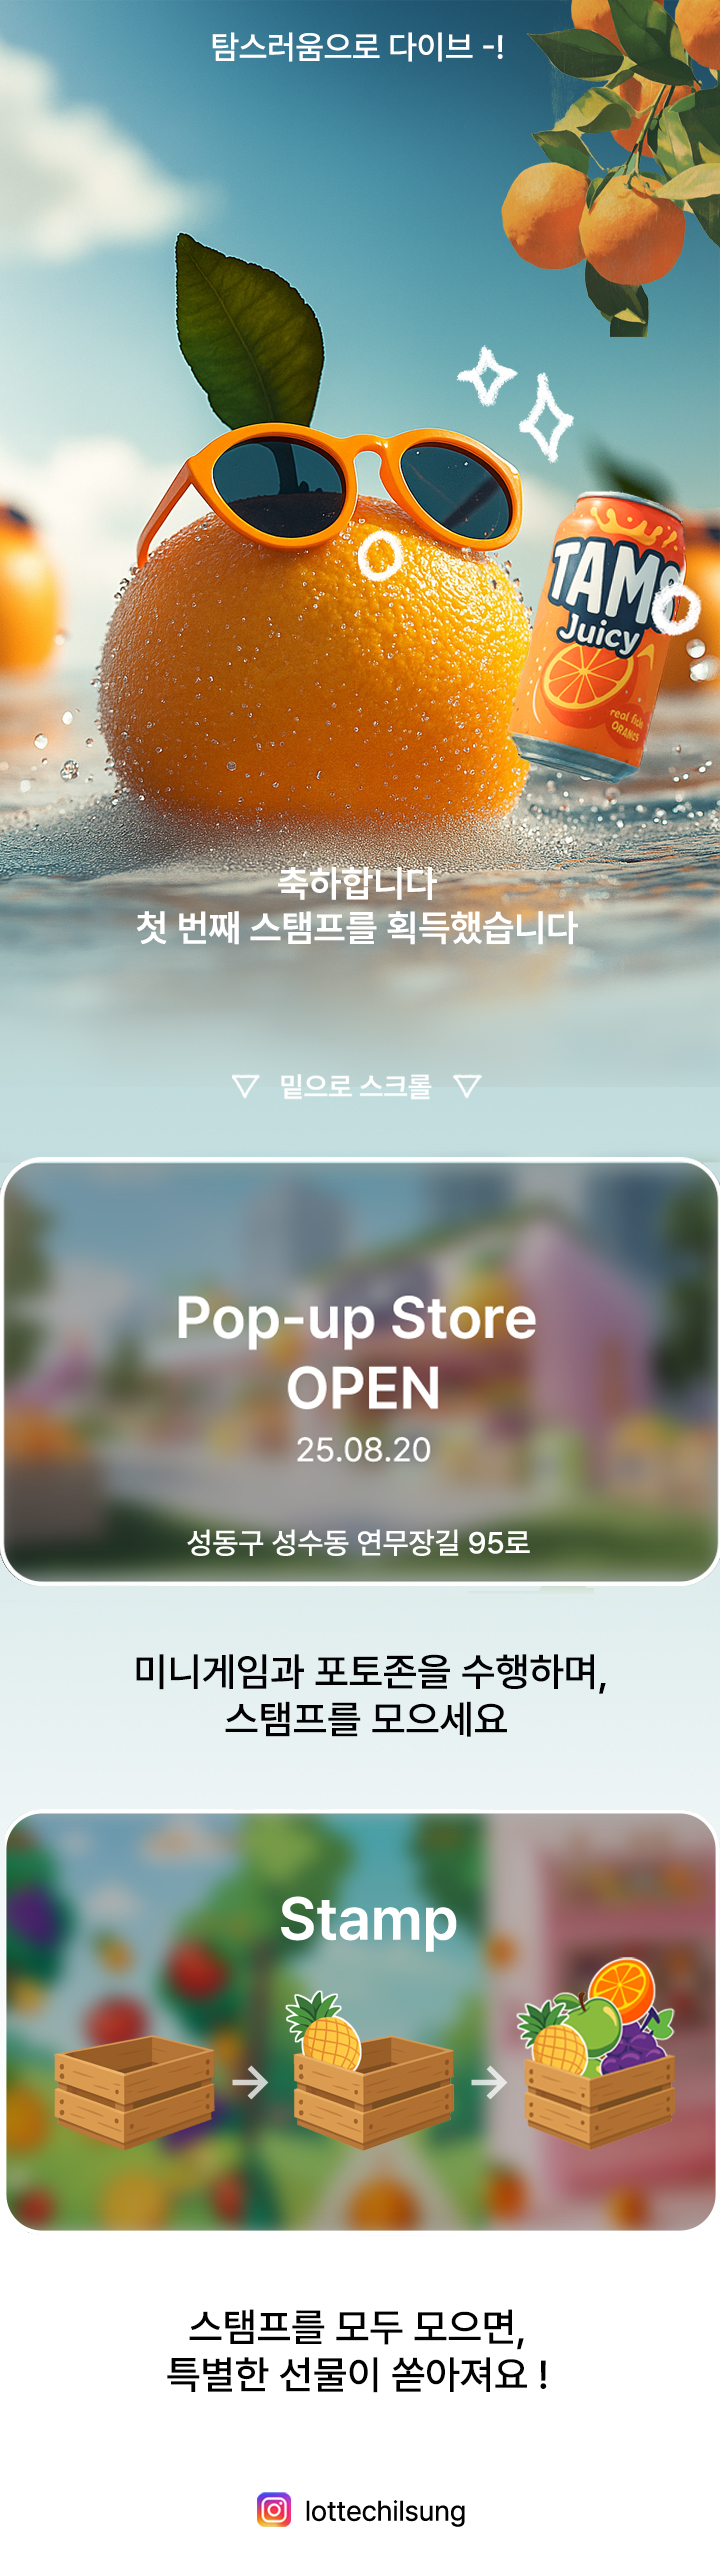 탐스러움으로 다이브 -!
TAM
Juicy
real
ORANGS
축하합니다
첫 번째 스탬프를 획득했습니다
▽ 밑으로 스크롤 ▽
Pop-up Store
OPEN
25.08.20
성동구 성수동 연무장길 95로
미니게임과 포토존을 수행하며,
스탬프를 모으세요
Stamp
→ →
스탬프를 모두 모으면,
특별한 선물이 쏟아져요 !
lottechilsung